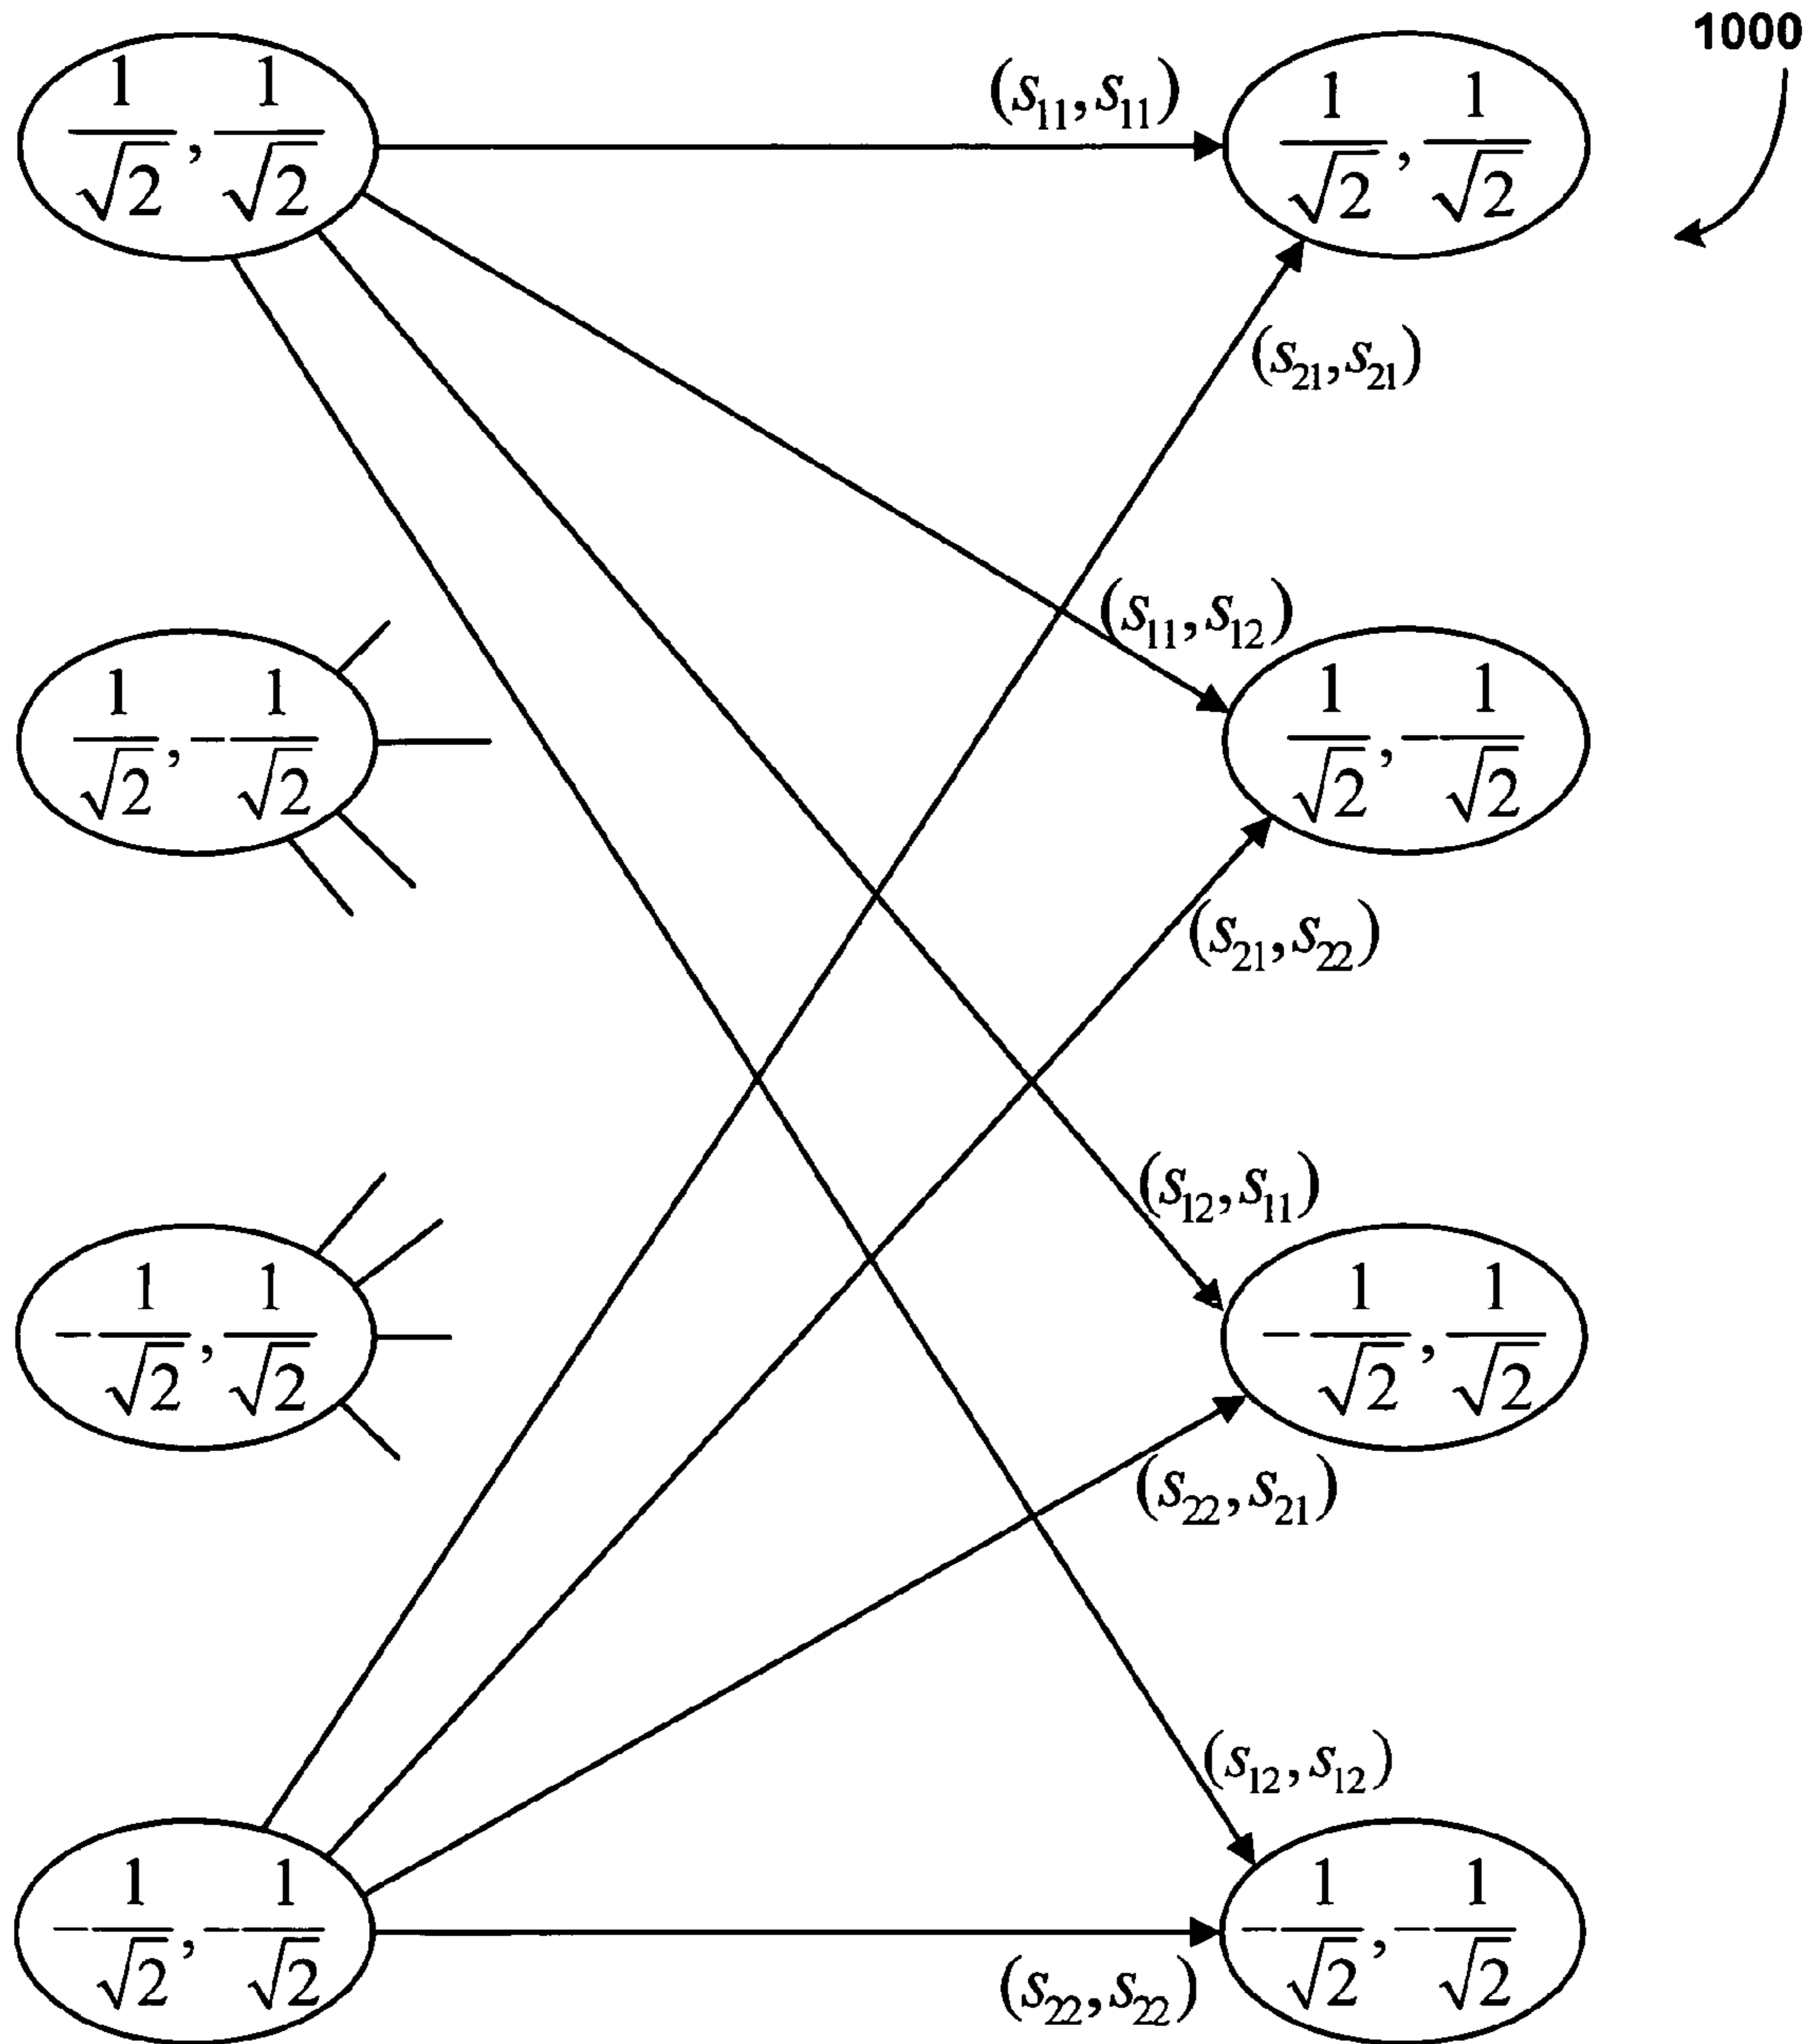 1000
1/√2, 1/√2
(s₁₁, s₁₁)
1/√2, 1/√2
(s₂₁, s₂₁)
(s₁₁, s₁₂)
1/√2, -1/√2
1/√2, -1/√2
(s₂₁, s₂₂)
(s₁₂, s₁₁)
-1/√2, 1/√2
-1/√2, 1/√2
(s₂₂, s₂₁)
(s₁₂, s₁₂)
-1/√2, -1/√2
-1/√2, -1/√2
(s₂₂, s₂₂)